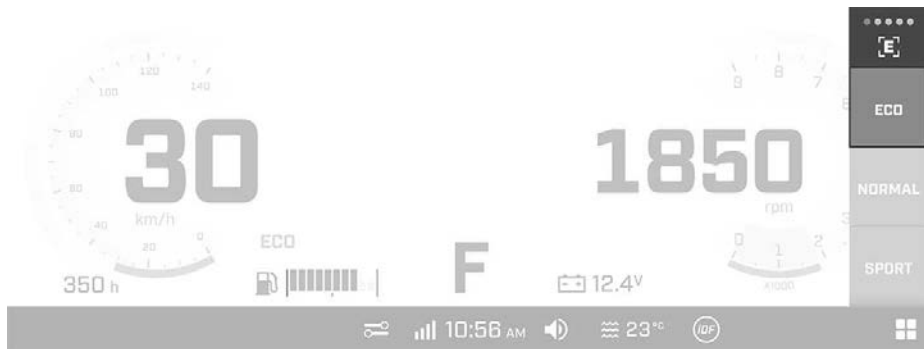 120
100
140
80
60
40
20
0
30
km/h
350 h
ECO
F
12.4V
9 8 7
1850
rpm
0 1 2
x1000
E
ECO
NORMAL
SPORT
10:56 AM
23°C
iDF